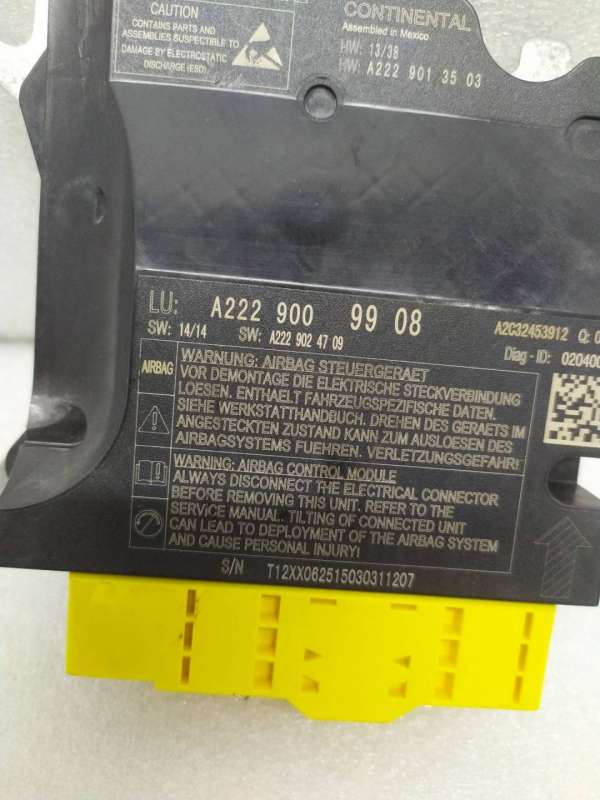 CAUTION
CONTAINS PARTS AND
ASSEMBLIES SUSPECTIBLE TO
DAMAGE BY ELECTROSTATIC
DISCHARGE (ESD)
CONTINENTAL
Assembled in Mexico
HW: 13/38
HW: A222 901 35 03
LU: A222 900 99 08
SW: 14/14 SW: A222 902 47 09
A2C32453912 Q: 0
Diag-ID: 020400
AIRBAG
WARNUNG: AIRBAG STEUERGERAET
VOR DEMONTAGE DIE ELEKTRISCHE STECKVERBINDUNG
LOESEN. ENTHAELT FAHRZEUGSPEZIFISCHE DATEN.
SIEHE WERKSTATTHANDBUCH. DREHEN DES GERAETS IM
ANGESTECKTEN ZUSTAND KANN ZUM AUSLOESEN DES
AIRBAGSYSTEMS FUEHREN. VERLETZUNGSGEFAHR!
WARNING: AIRBAG CONTROL MODULE
ALWAYS DISCONNECT THE ELECTRICAL CONNECTOR
BEFORE REMOVING THIS UNIT. REFER TO THE
SERVICE MANUAL. TILTING OF CONNECTED UNIT
CAN LEAD TO DEPLOYMENT OF THE AIRBAG SYSTEM
AND CAUSE PERSONAL INJURY!
S/N T12XX062515030311207